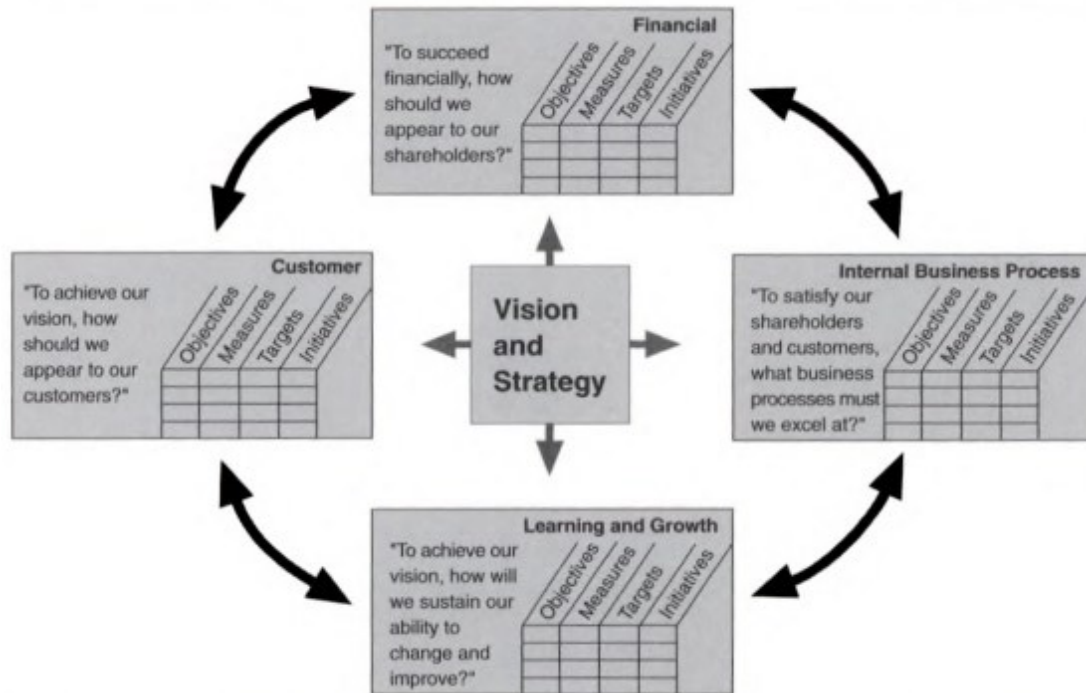 Financial
"To succeed
financially, how
should we
appear to our
shareholders?"
Objectives
Measures
Targets
Initiatives
Customer
"To achieve our
vision, how
should we
appear to our
customers?"
Objectives
Measures
Targets
Initiatives
Vision
and
Strategy
Internal Business Process
"To satisfy our
shareholders
and customers,
what business
processes must
we excel at?"
Objectives
Measures
Targets
Initiatives
Learning and Growth
"To achieve our
vision, how will
we sustain our
ability to
change and
improve?"
Objectives
Measures
Targets
Initiatives